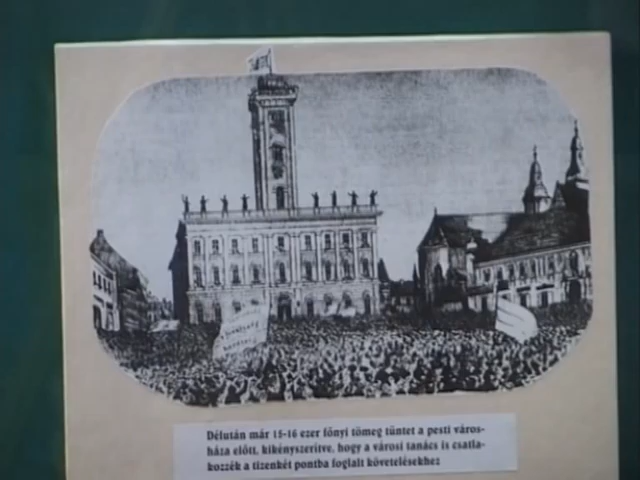 Délután már 15-16 ezer főnyi tömeg tüntet a pesti város-
háza előtt, kikényszerítve, hogy a városi tanács is csatla-
kozzék a tizenkét pontba foglalt követelésekhez